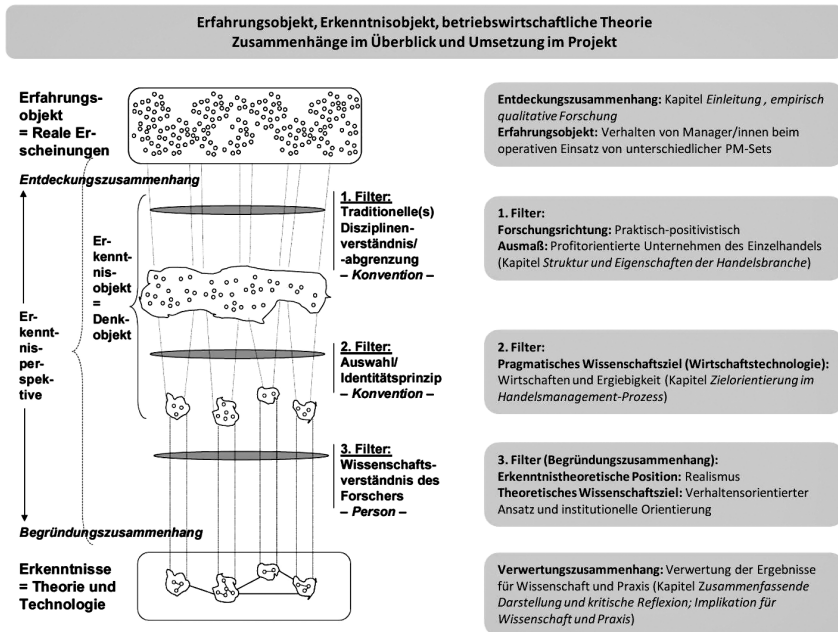 Erfahrungsobjekt, Erkenntnisobjekt, betriebswirtschaftliche Theorie
Zusammenhänge im Überblick und Umsetzung im Projekt
Erfahrungs-
objekt
= Reale Er-
scheinungen
Entdeckungszusammenhang
Er-
kennt-
nis-
per-
spek-
tive
Er-
kennt-
nis-
objekt
=
Denk-
objekt
1. Filter:
Traditionelle(s)
Disziplinen-
verständnis/
-abgrenzung
– Konvention –
2. Filter:
Auswahl/
Identitätsprinzip
– Konvention –
3. Filter:
Wissenschafts-
verständnis des
Forschers
– Person –
Begründungszusammenhang
Erkenntnisse
= Theorie und
Technologie
Entdeckungszusammenhang: Kapitel Einleitung , empirisch
qualitative Forschung
Erfahrungsobjekt: Verhalten von Manager/innen beim
operativen Einsatz von unterschiedlicher PM-Sets
1. Filter:
Forschungsrichtung: Praktisch-positivistisch
Ausmaß: Profitorientierte Unternehmen des Einzelhandels
(Kapitel Struktur und Eigenschaften der Handelsbranche)
2. Filter:
Pragmatisches Wissenschaftsziel (Wirtschaftstechnologie):
Wirtschaften und Ergiebigkeit (Kapitel Zielorientierung im
Handelsmanagement-Prozess)
3. Filter (Begründungszusammenhang):
Erkenntnistheoretische Position: Realismus
Theoretisches Wissenschaftsziel: Verhaltensorientierter
Ansatz und institutionelle Orientierung
Verwertungszusammenhang: Verwertung der Ergebnisse
für Wissenschaft und Praxis (Kapitel Zusammenfassende
Darstellung und kritische Reflexion; Implikation für
Wissenschaft und Praxis)